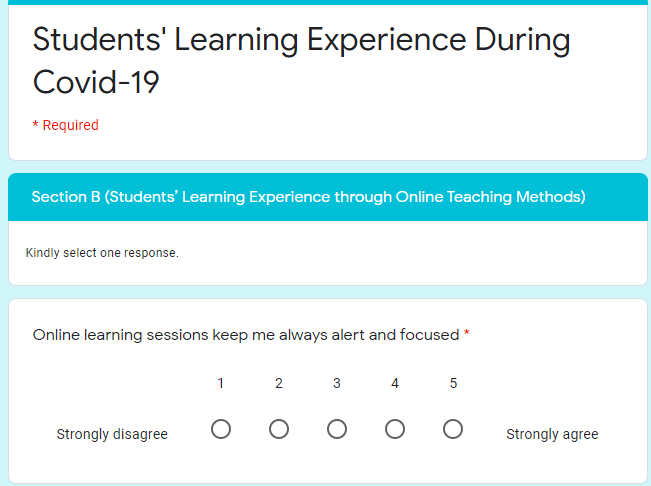 Students' Learning Experience During
Covid-19
* Required
Section B (Students’ Learning Experience through Online Teaching Methods)
Kindly select one response.
Online learning sessions keep me always alert and focused *
1 2 3 4 5
Strongly disagree Strongly agree